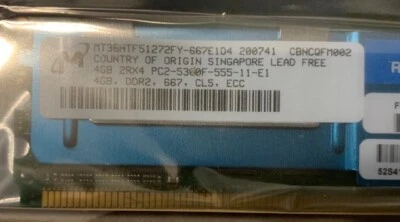 MT36HTF51272FY-667E1D4 200741 CBNCQFM002
COUNTRY OF ORIGIN SINGAPORE LEAD FREE
4GB 2RX4 PC2-5300F-555-11-E1
4GB, DDR2, 667, CL5, ECC
R
F
52S4